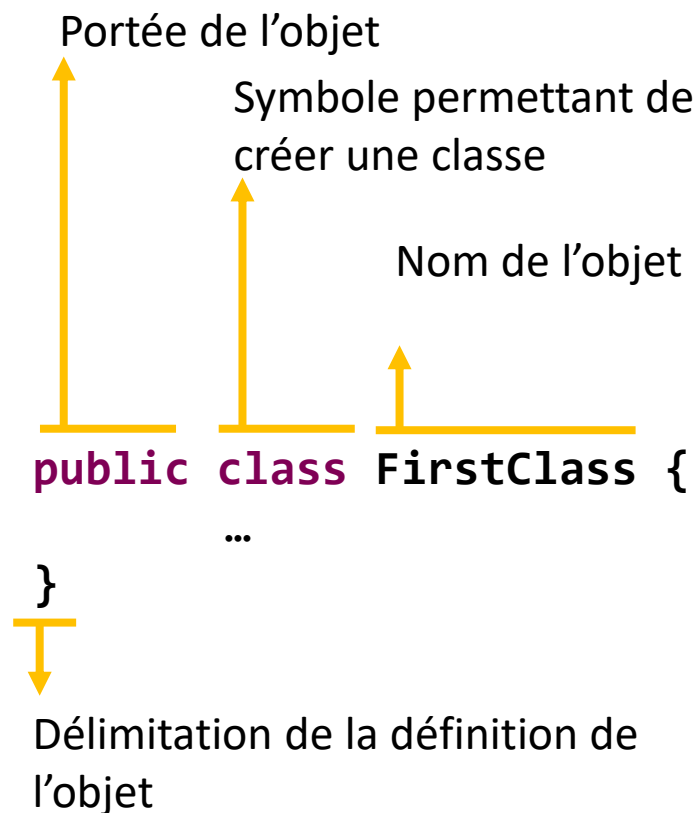 Portée de l’objet
Symbole permettant de
créer une classe
Nom de l’objet
public class FirstClass {
…
}
Délimitation de la définition de
l’objet